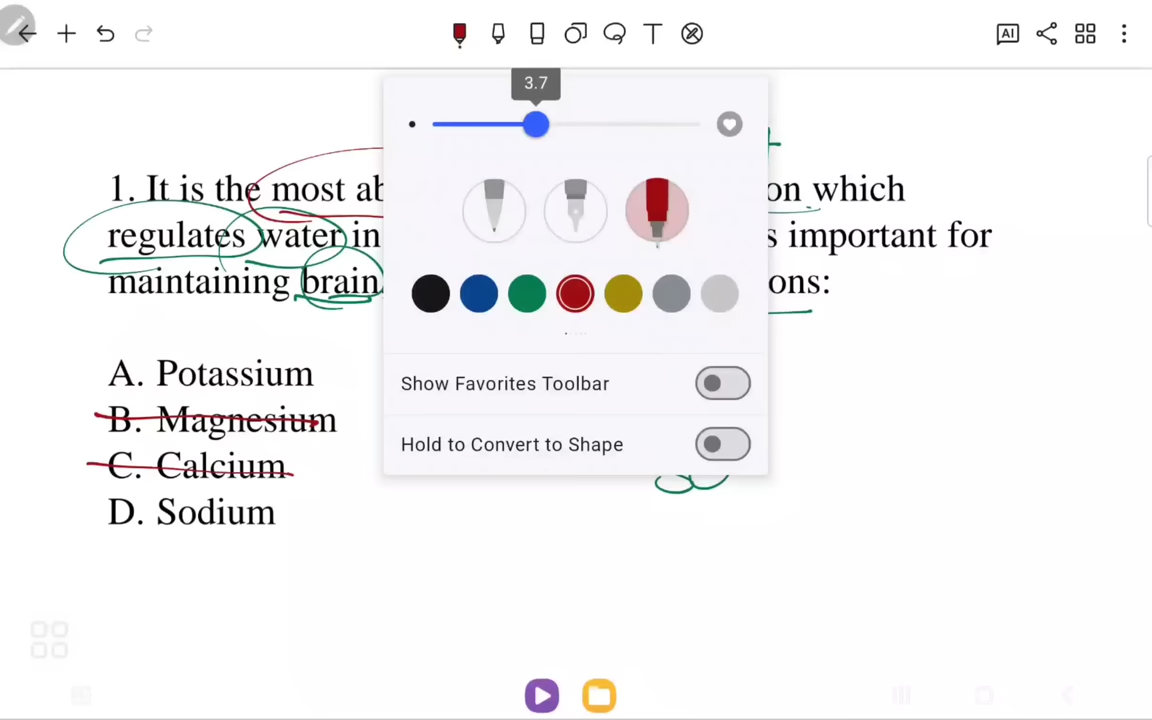 AI
3.7
1. It is the most ab on which
regulates water in s important for
maintaining brain ons:
A. Potassium
B. Magnesium
C. Calcium
D. Sodium
Show Favorites Toolbar
Hold to Convert to Shape